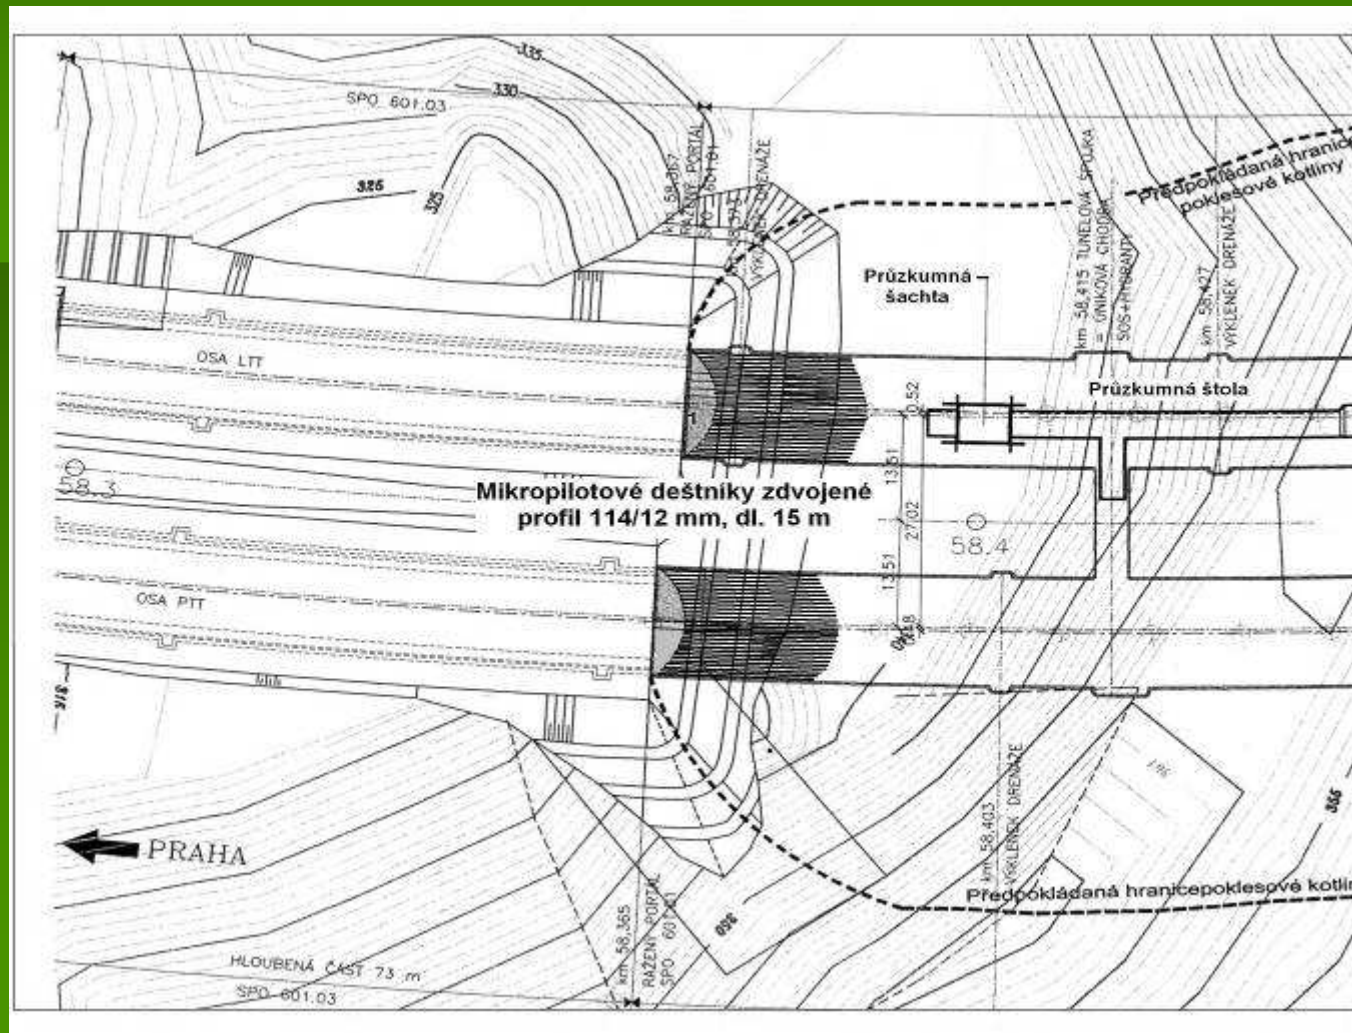 335
330
SPO 601.03
325
325
km 58,367
RAŽENÝ PORTÁL
SPO 601.01
VÝKLENEK DRENÁŽE
Předpokládaná hranice
poklesové kotliny
km 58,415 TUNELOVÁ SPOJKA
= ÚNIKOVÁ CHODBA
SOS+HYDRANT
km 58,427
VÝKLENEK DRENÁŽE
Průzkumná
šachta
OSA LTT
Průzkumná štola
0,52
13,51
27,02
13,51
58.3
Mikropilotové deštníky zdvojené
profil 114/12 mm, dl. 15 m
58.4
OSA PTT
PRAHA
km 58,403
VÝKLENEK DRENÁŽE
355
350
Předpokládaná hranicepoklesové kotlin
km 58,365
RAŽENÝ PORTÁL
SPO 601.01
HLOUBENÁ ČÁST 73 m
SPO 601.03